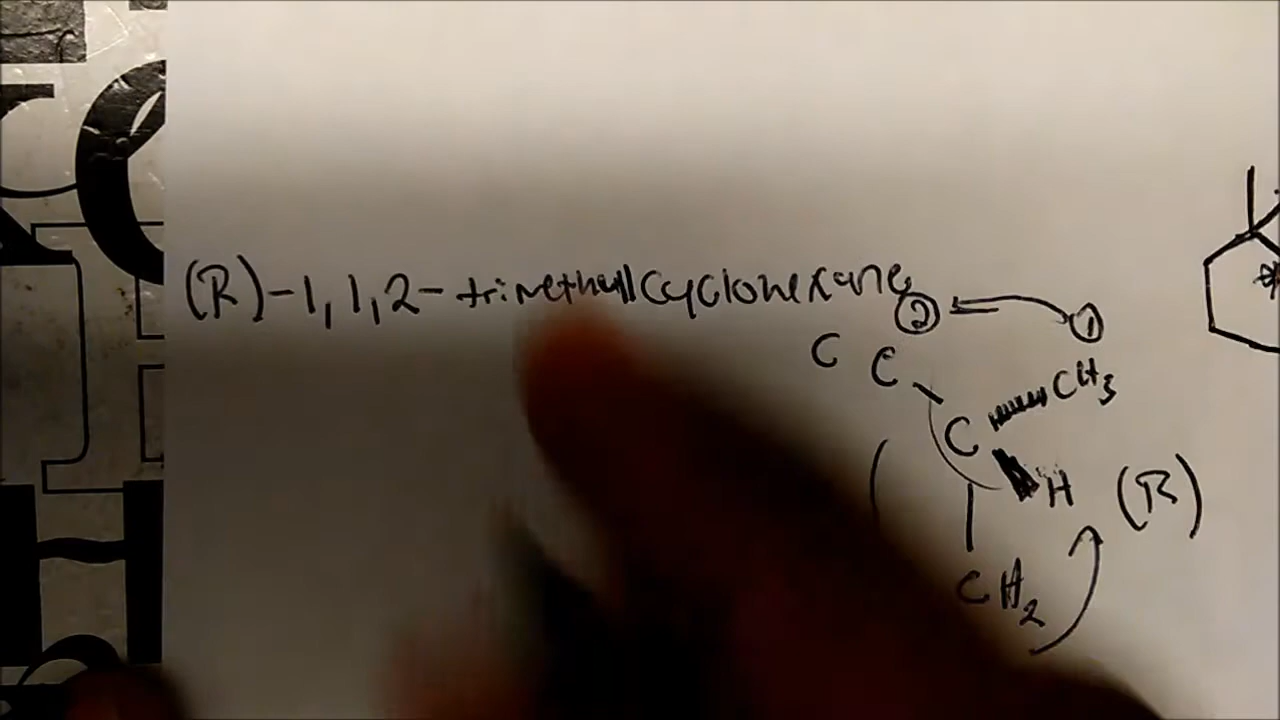 (R)-1,1,2-trimethylcyclohexane
② ①
C C CH3
C
H (R)
CH2